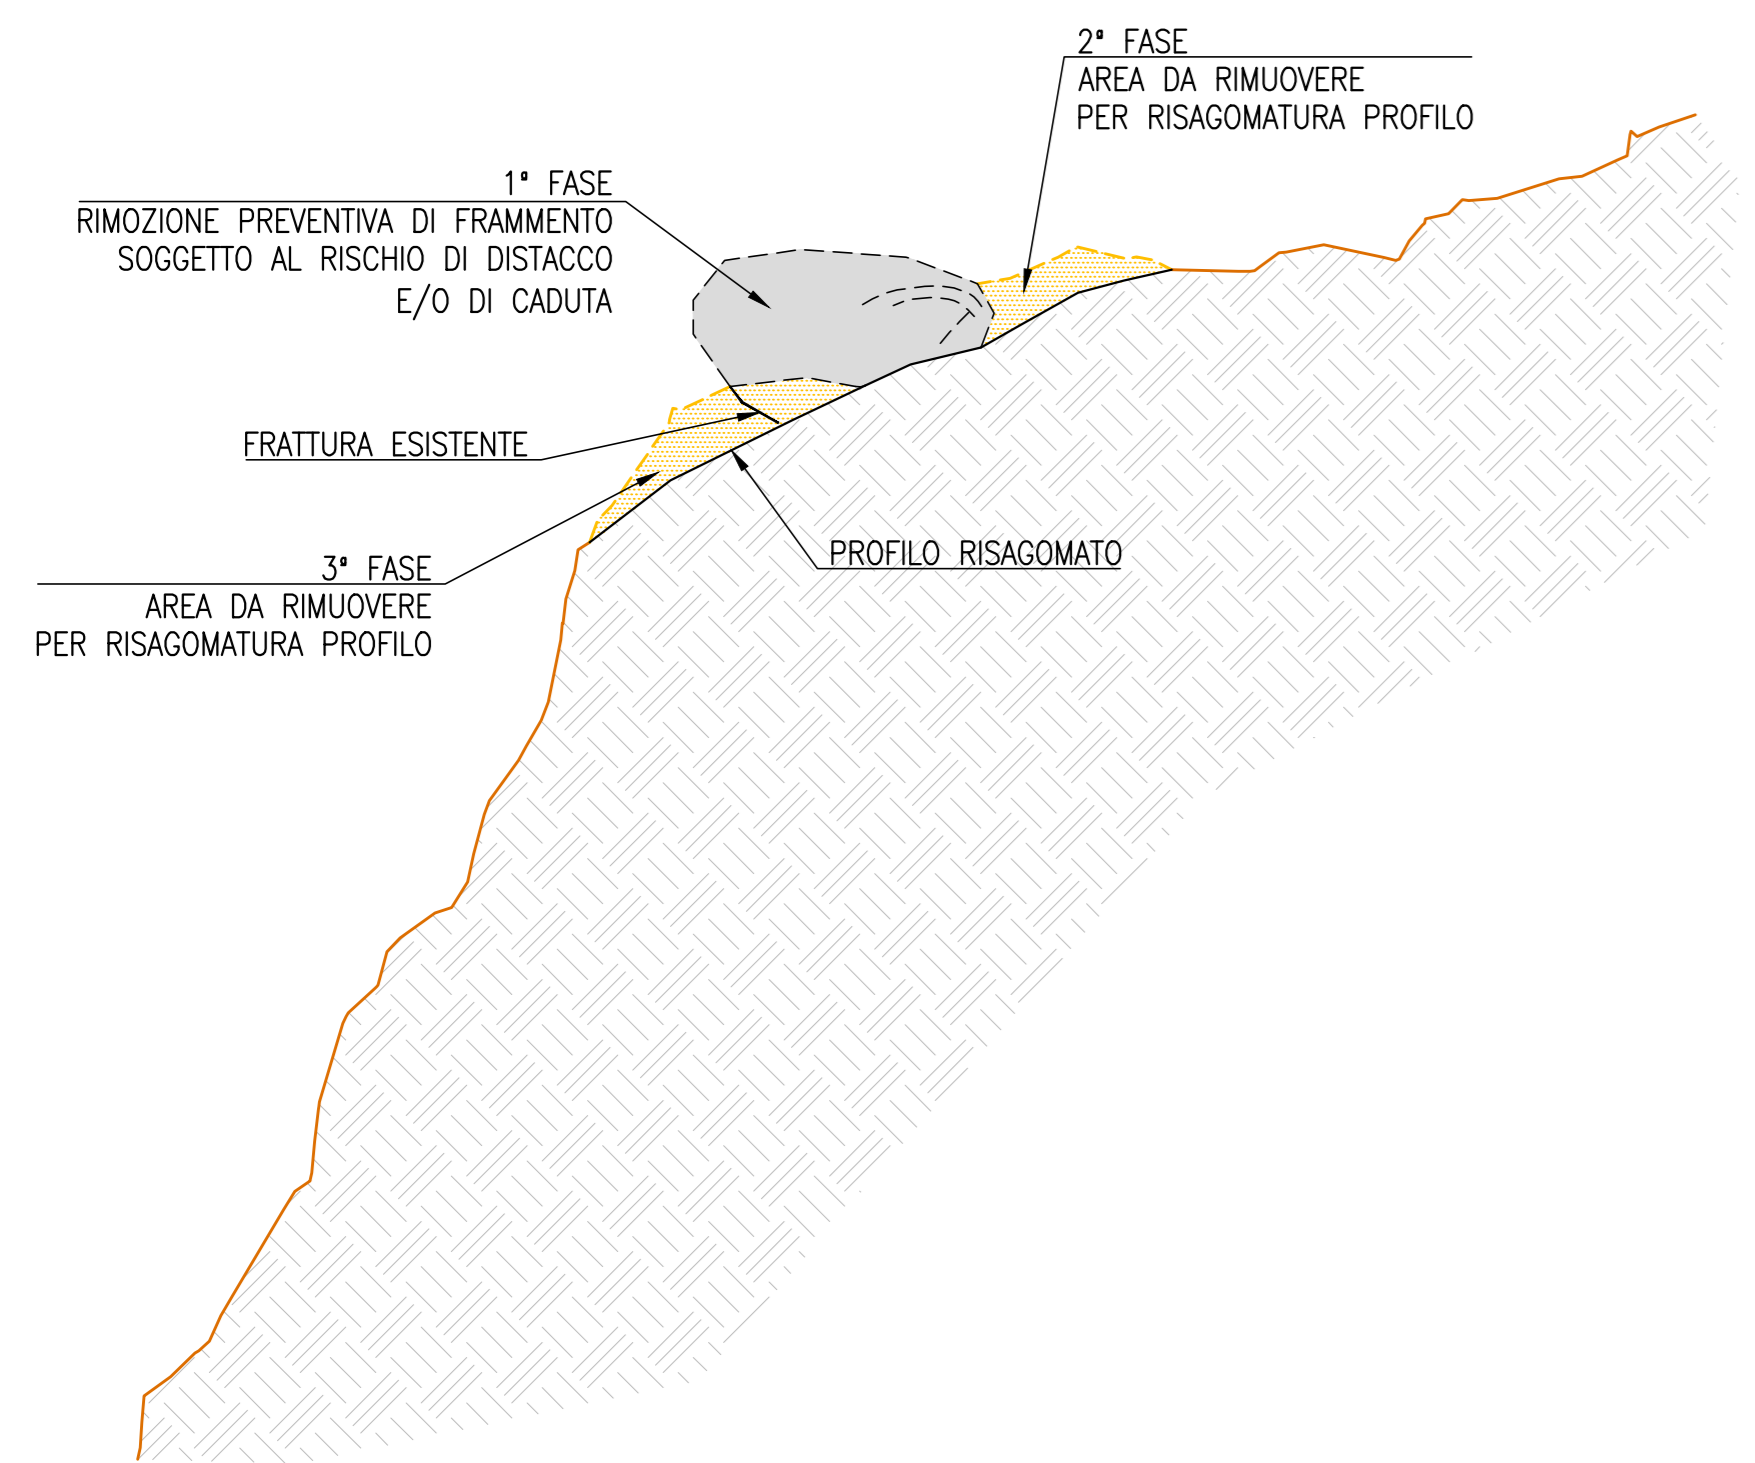 2ª FASE
AREA DA RIMUOVERE
PER RISAGOMATURA PROFILO
1ª FASE
RIMOZIONE PREVENTIVA DI FRAMMENTO
SOGGETTO AL RISCHIO DI DISTACCO
E/O DI CADUTA
FRATTURA ESISTENTE
PROFILO RISAGOMATO
3ª FASE
AREA DA RIMUOVERE
PER RISAGOMATURA PROFILO